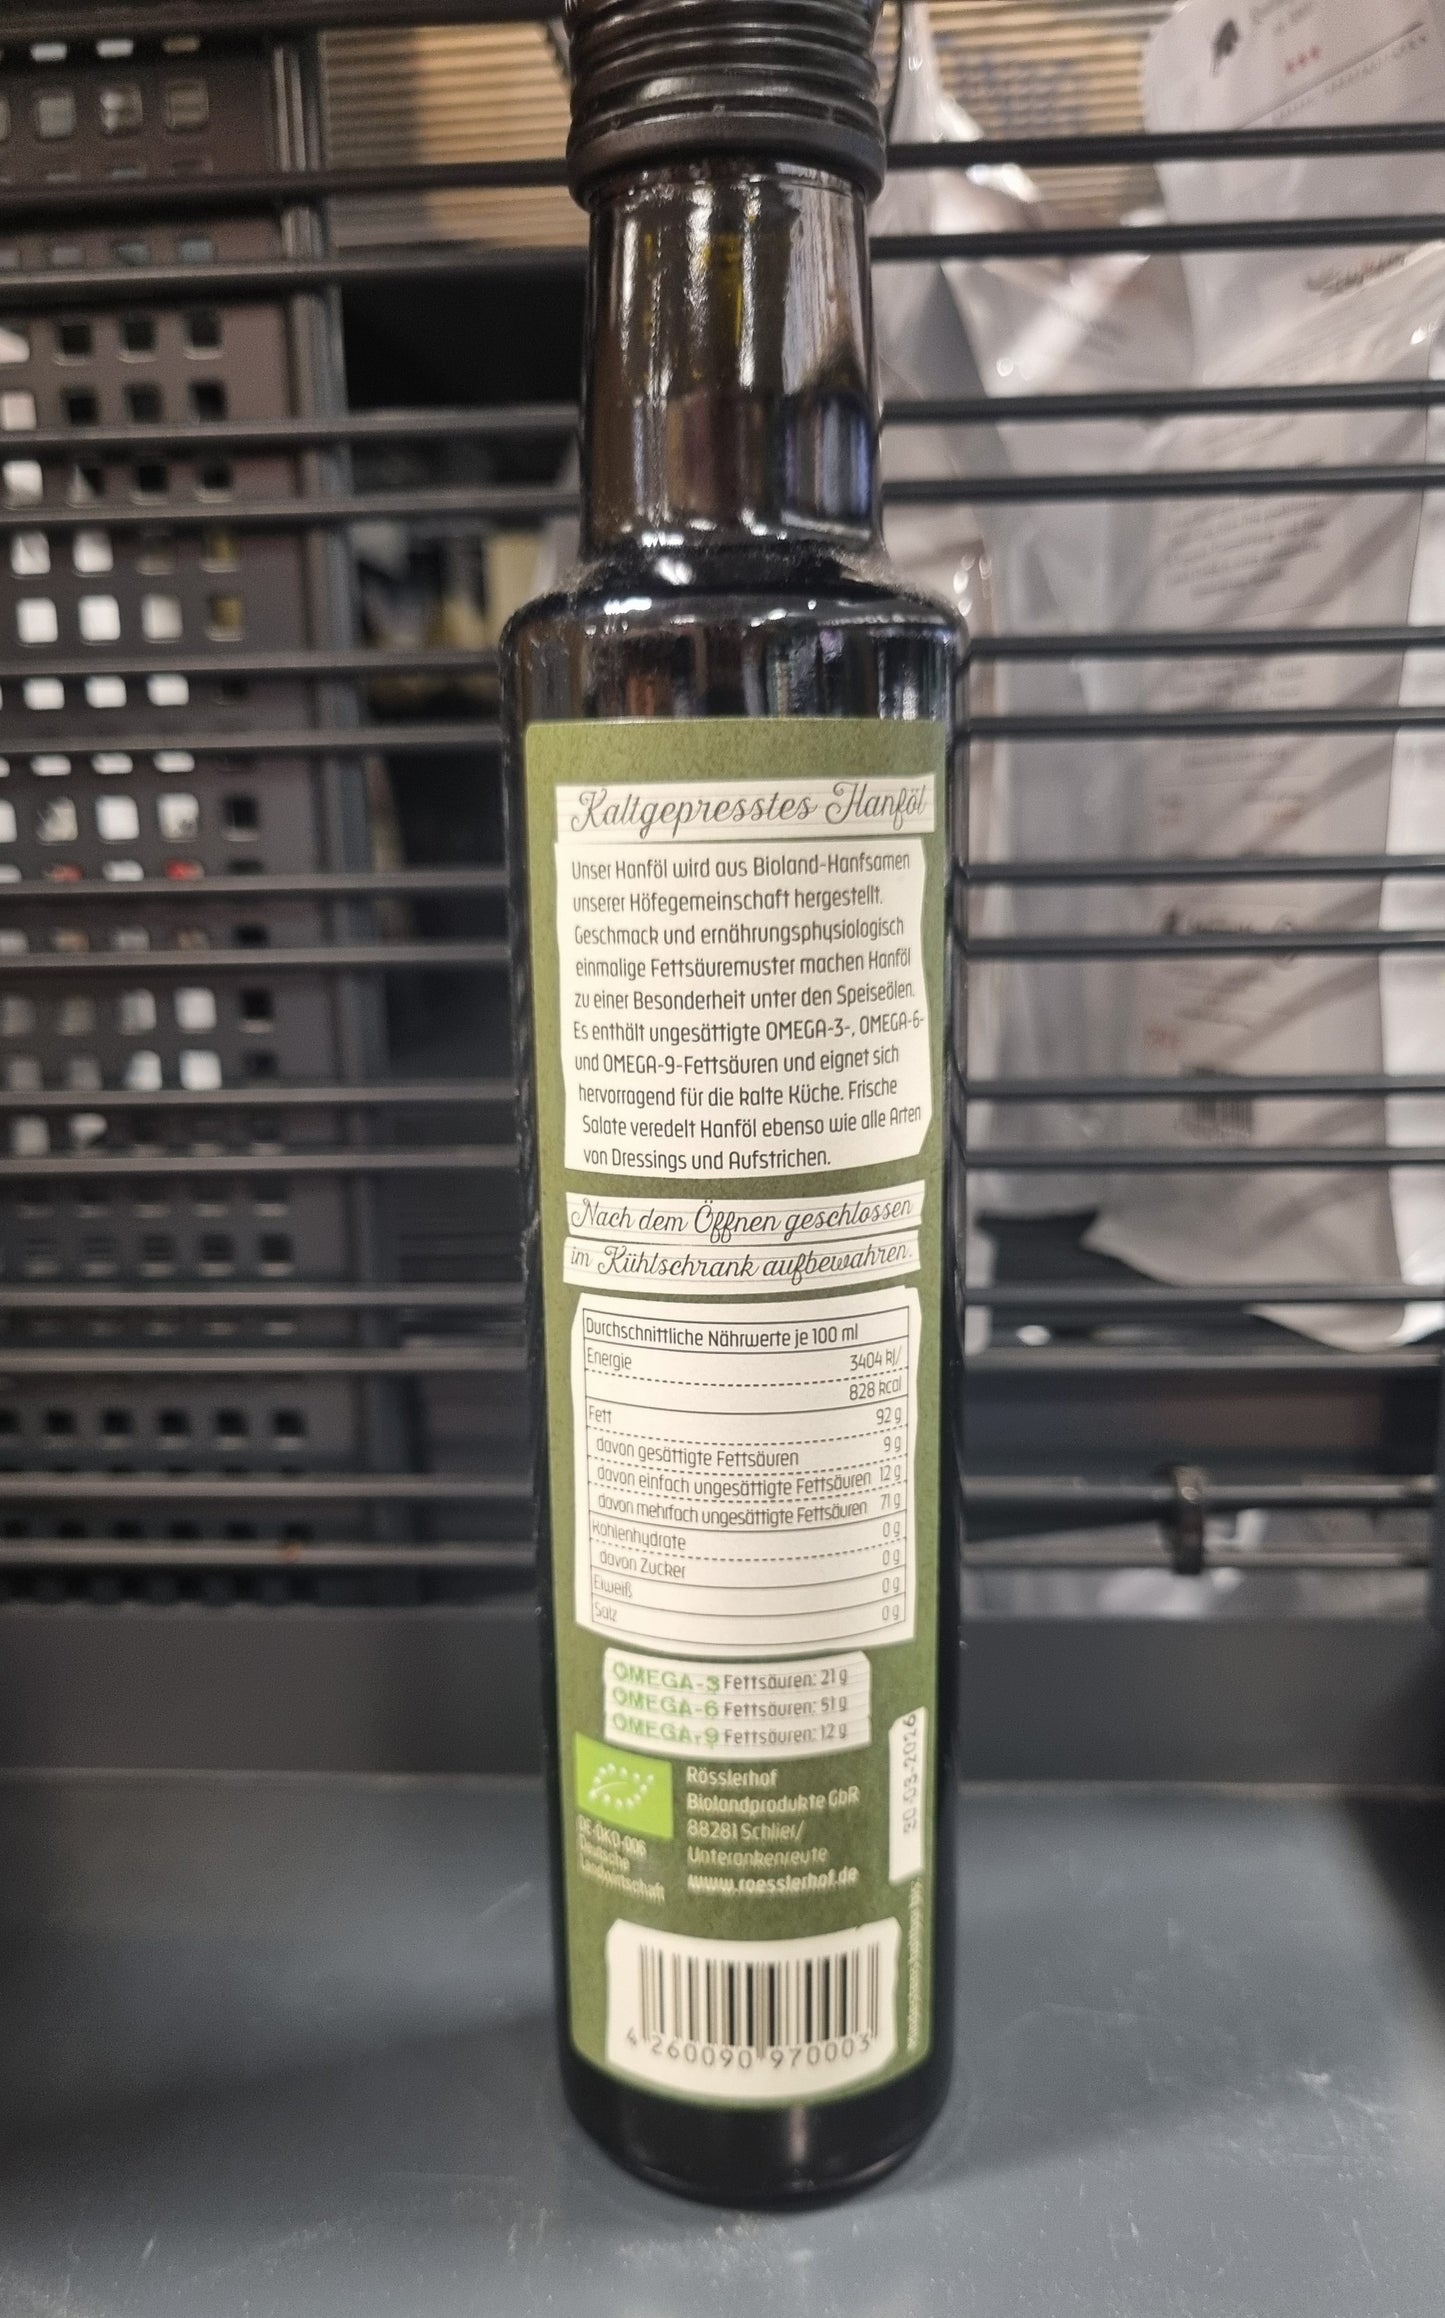 Kaltgepresstes Hanföl
Unser Hanföl wird aus Bioland-Hanfsamen
unserer Höfegemeinschaft hergestellt.
Geschmack und ernährungsphysiologisch
einmalige Fettsäuremuster machen Hanföl
zu einer Besonderheit unter den Speiseölen.
Es enthält ungesättigte OMEGA-3-, OMEGA-6-
und OMEGA-9-Fettsäuren und eignet sich
hervorragend für die kalte Küche. Frische
Salate veredelt Hanföl ebenso wie alle Arten
von Dressings und Aufstrichen.
Nach dem Öffnen geschlossen
im Kühlschrank aufbewahren.
Durchschnittliche Nährwerte je 100 ml
Energie 3404 kJ/
828 kcal
Fett 92 g
davon gesättigte Fettsäuren 9 g
davon einfach ungesättigte Fettsäuren 12 g
davon mehrfach ungesättigte Fettsäuren 71 g
Kohlenhydrate 0 g
davon Zucker 0 g
Eiweiß 0 g
Salz 0 g
OMEGA-3 Fettsäuren: 21 g
OMEGA-6 Fettsäuren: 51 g
OMEGA-9 Fettsäuren: 12 g
DE-ÖKO-006
Deutsche
Landwirtschaft
Rösslerhof
Biolandprodukte GbR
88281 Schlier/
Unterankenreute
www.roesslerhof.de
20-03-2026
4 260090 970003